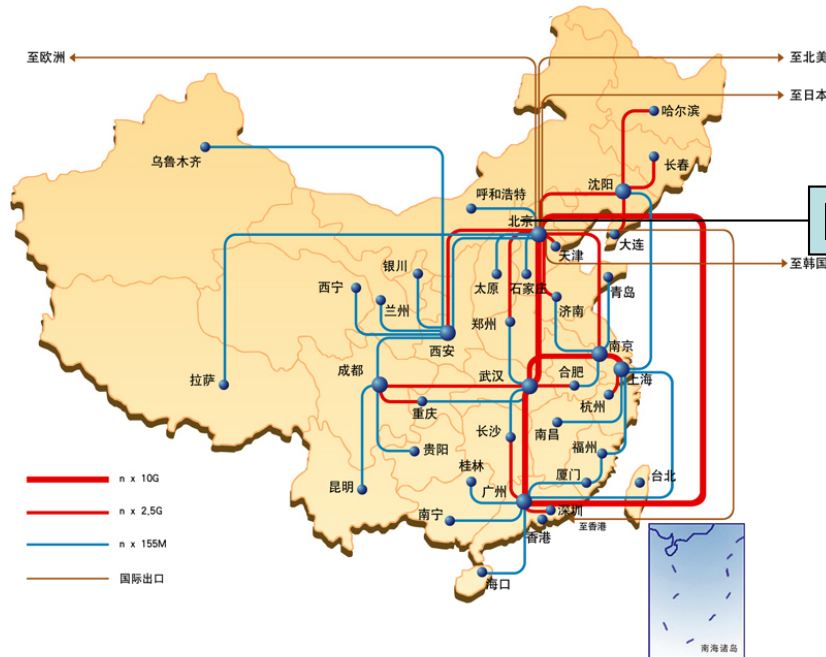 至欧洲
至北美
至日本
哈尔滨
乌鲁木齐
长春
沈阳
呼和浩特
北京
大连
天津
至韩国
银川
太原
石家庄
青岛
西宁
兰州
济南
郑州
西安
南京
成都
武汉
合肥
上海
拉萨
杭州
重庆
长沙
南昌
贵阳
福州
桂林
昆明
广州
厦门
台北
南宁
深圳
香港
至香港
海口
n x 10G
n x 2,5G
n x 155M
国际出口
南海诸岛